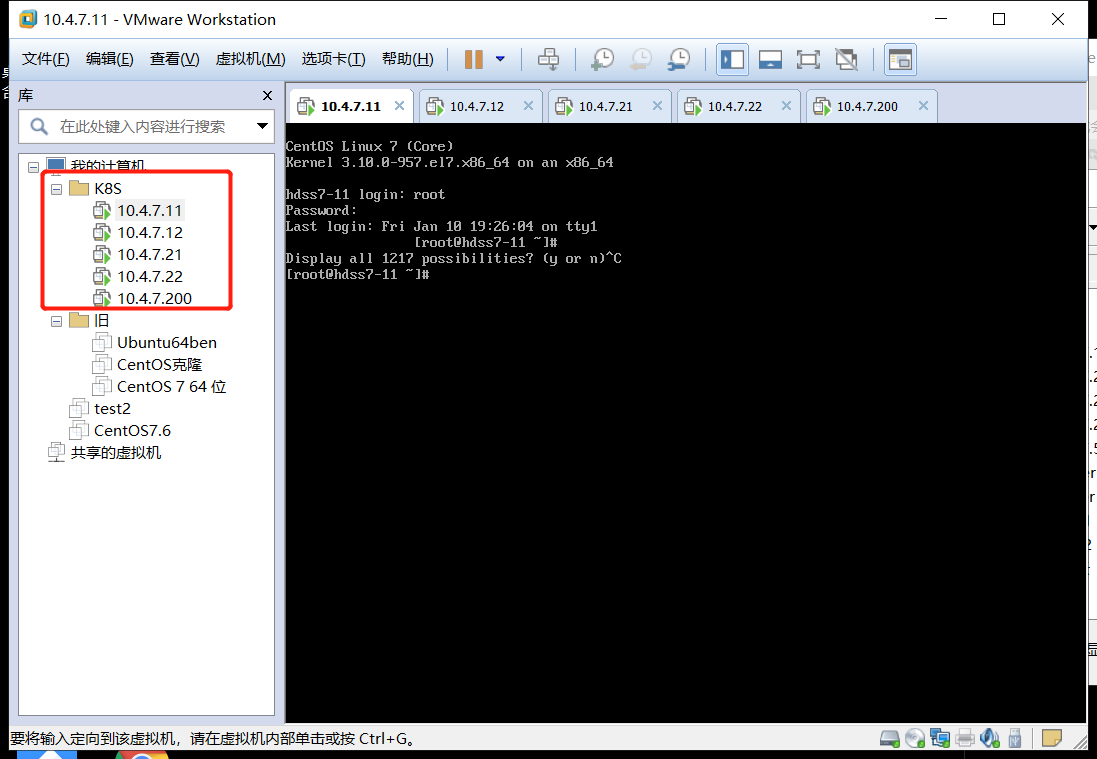 10.4.7.11 - VMware Workstation
文件(F) 编辑(E) 查看(V) 虚拟机(M) 选项卡(T) 帮助(H)
库
在此处键入内容进行搜索
我的计算机
K8S
10.4.7.11
10.4.7.12
10.4.7.21
10.4.7.22
10.4.7.200
旧
Ubuntu64ben
CentOS克隆
CentOS 7 64 位
test2
CentOS7.6
共享的虚拟机
10.4.7.11 10.4.7.12 10.4.7.21 10.4.7.22 10.4.7.200
CentOS Linux 7 (Core)
Kernel 3.10.0-957.el7.x86_64 on an x86_64
hdss7-11 login: root
Password:
Last login: Fri Jan 10 19:26:04 on tty1
[root@hdss7-11 ~]#
Display all 1217 possibilities? (y or n)^C
[root@hdss7-11 ~]#
要将输入定向到该虚拟机，请在虚拟机内部单击或按 Ctrl+G。